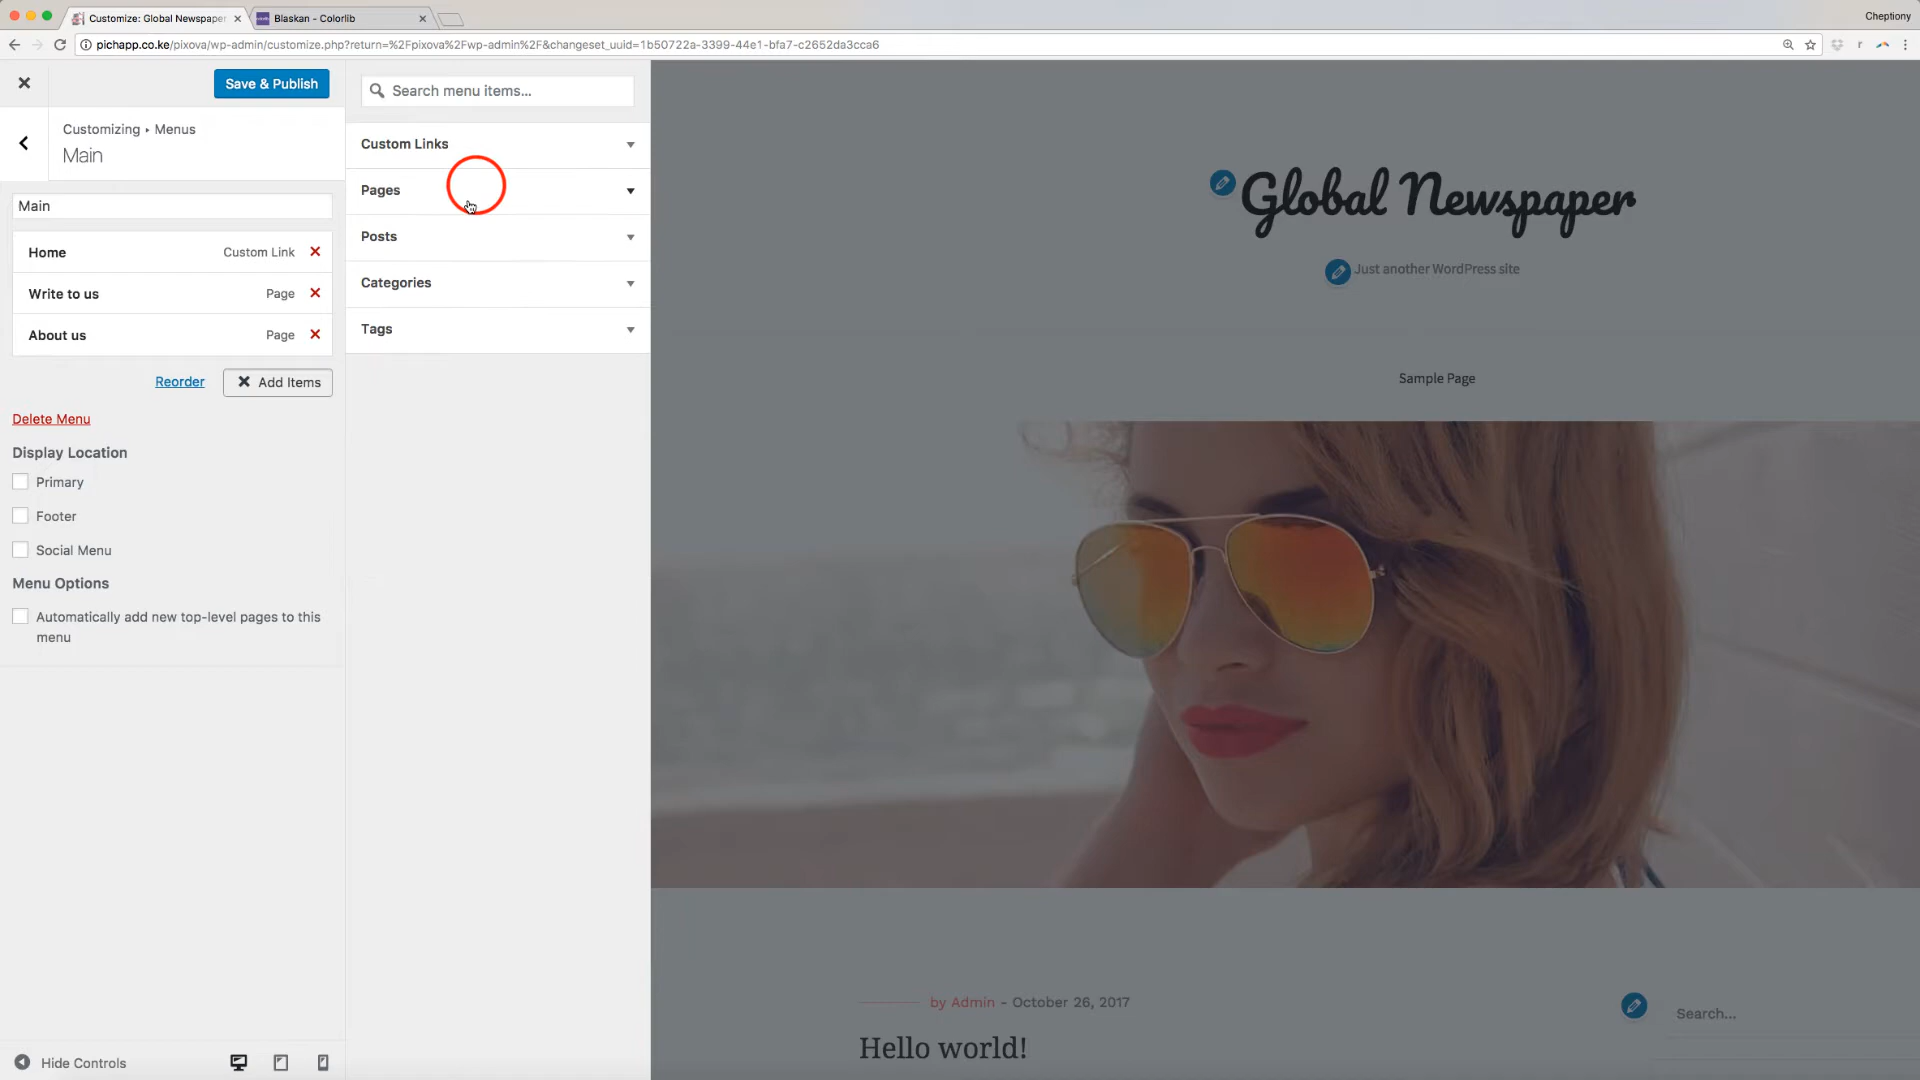 Customize: Global Newspaper
Blaskan - Colorlib
Cheptiony
pichapp.co.ke/pixova/wp-admin/customize.php?return=%2Fpixova%2Fwp-admin%2F&changeset_uuid=1b50722a-3399-44e1-bfa7-c2652da3cca6
Save & Publish
Customizing ▸ Menus
Main
Main
Home Custom Link
Write to us Page
About us Page
Reorder
Add Items
Delete Menu
Display Location
Primary
Footer
Social Menu
Menu Options
Automatically add new top-level pages to this
menu
Hide Controls
Search menu items...
Custom Links
Pages
Posts
Categories
Tags
Global Newspaper
Just another WordPress site
Sample Page
by Admin - October 26, 2017
Hello world!
Search...